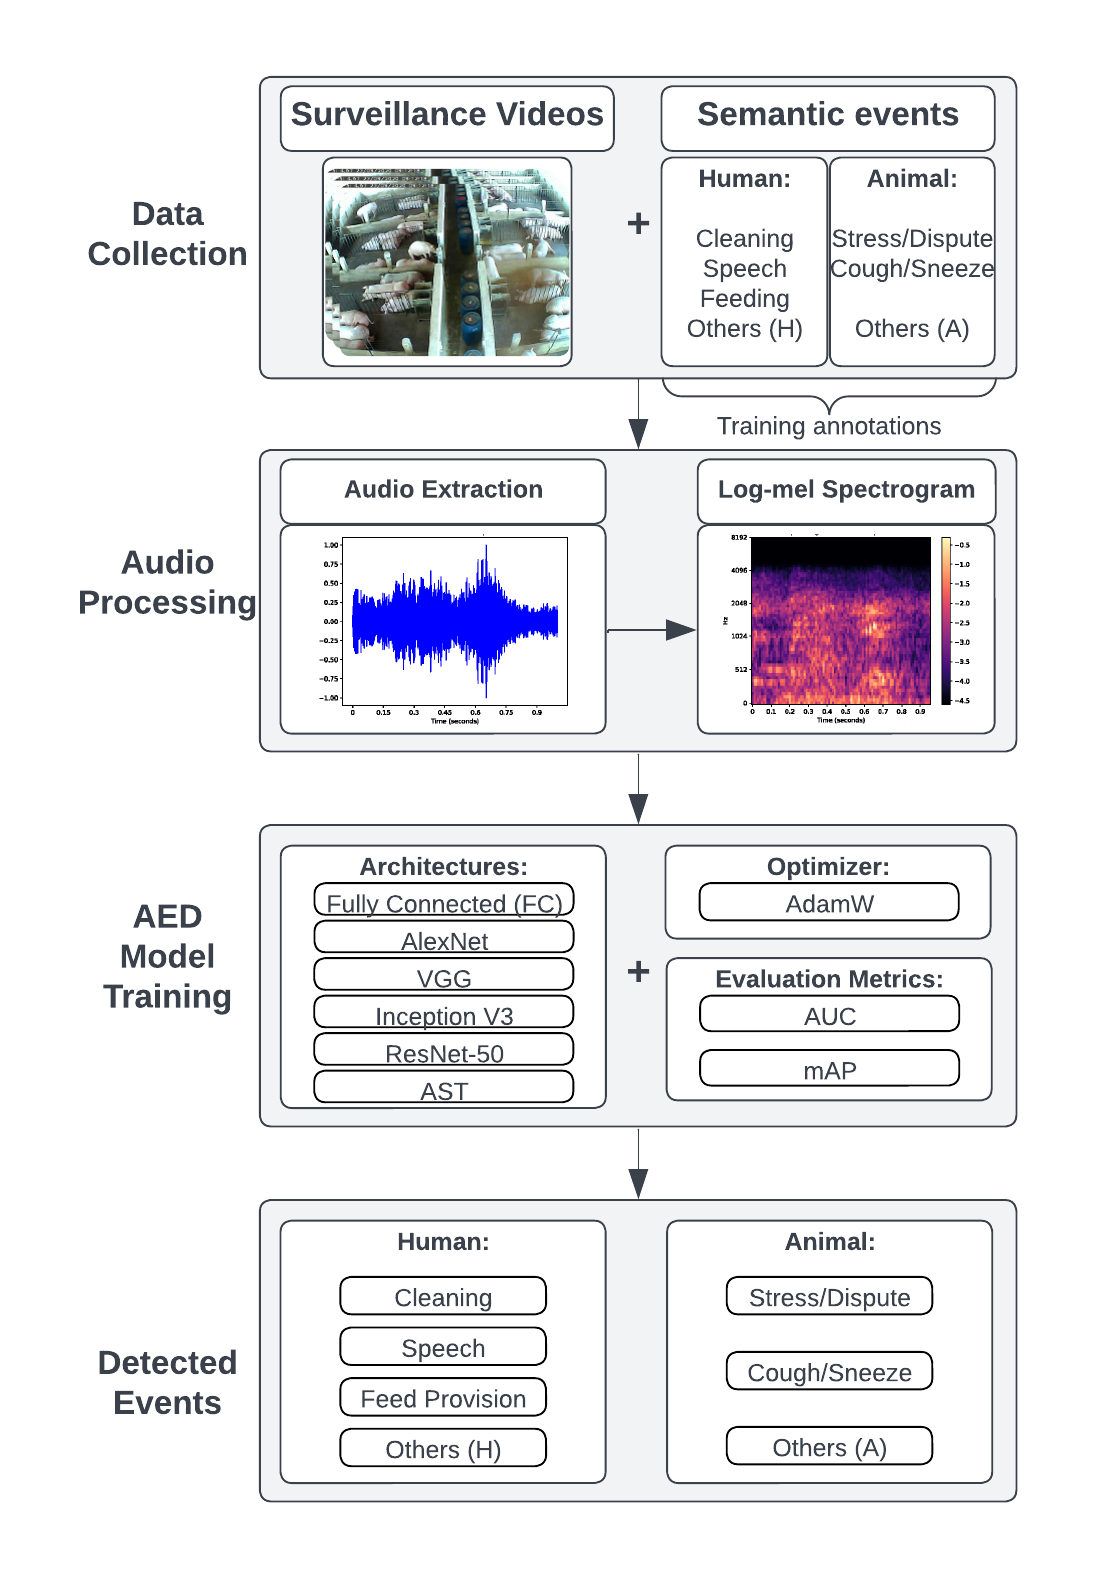 Data
Collection
Surveillance Videos
+
Semantic events
Human:
Cleaning
Speech
Feeding
Others (H)
Animal:
Stress/Dispute
Cough/Sneeze
Others (A)
Training annotations
Audio
Processing
Audio Extraction
1.00
0.75
0.50
0.25
0.00
−0.25
−0.50
−0.75
−1.00
0 0.15 0.3 0.45 0.6 0.75 0.9
Time (seconds)
Log-mel Spectrogram
Hz
8192
4096
2048
1024
512
0
0 0.1 0.2 0.3 0.4 0.5 0.6 0.7 0.8 0.9
Time (seconds)
−0.5
−1.0
−1.5
−2.0
−2.5
−3.0
−3.5
−4.0
−4.5
AED
Model
Training
Architectures:
Fully Connected (FC)
AlexNet
VGG
Inception V3
ResNet-50
AST
+
Optimizer:
AdamW
Evaluation Metrics:
AUC
mAP
Detected
Events
Human:
Cleaning
Speech
Feed Provision
Others (H)
Animal:
Stress/Dispute
Cough/Sneeze
Others (A)